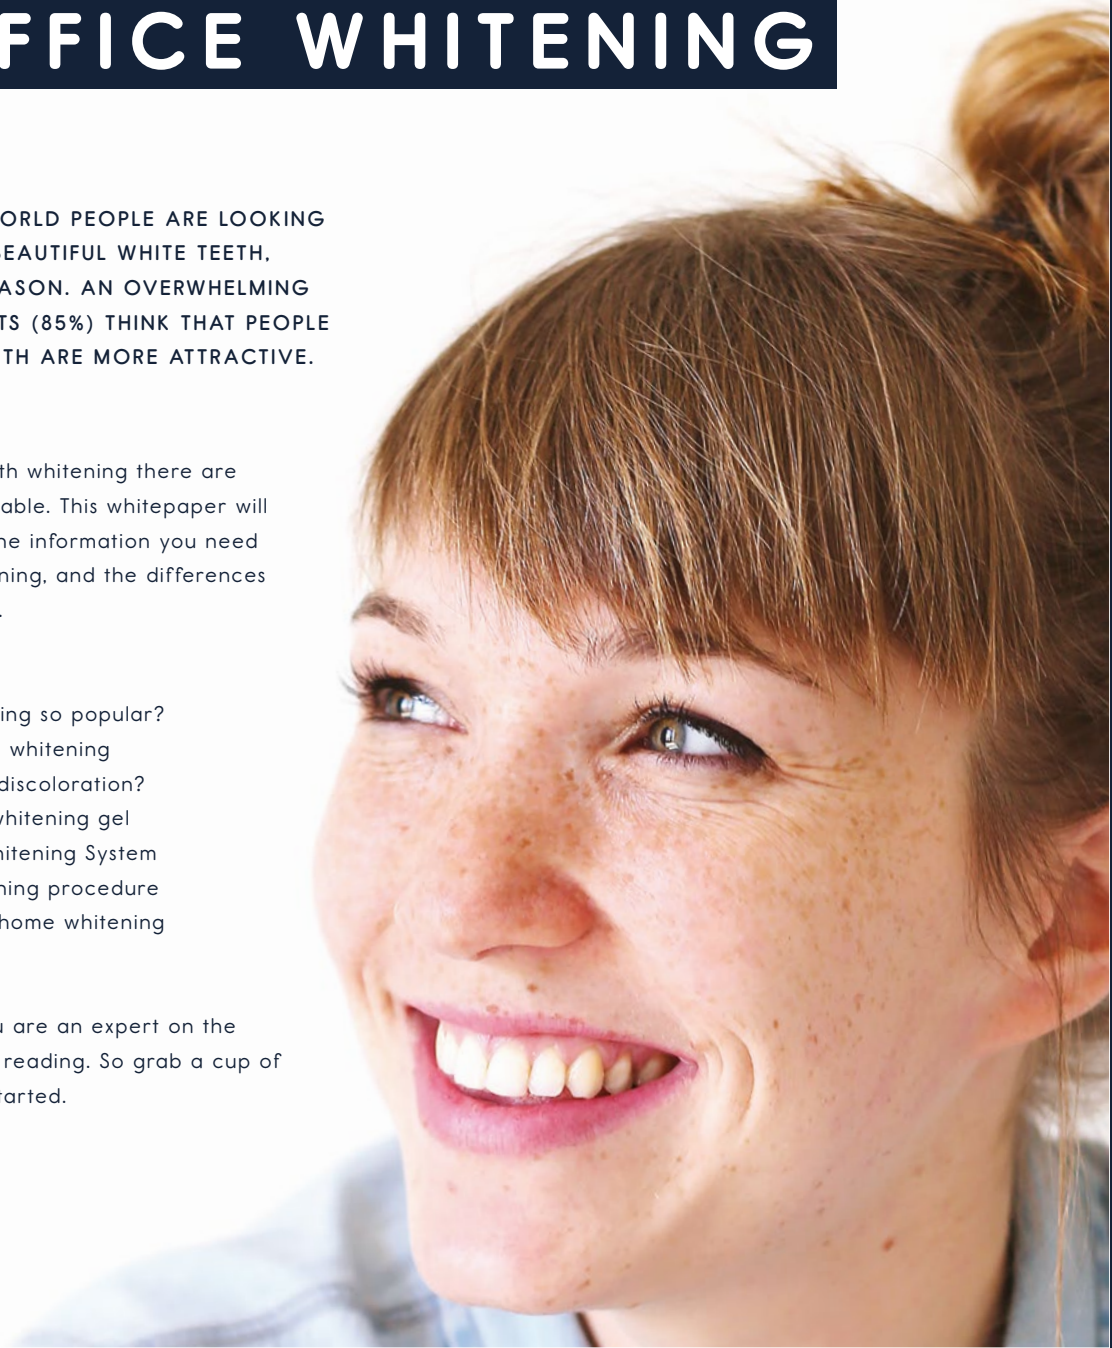 FFICE WHITENING
ORLD PEOPLE ARE LOOKING
BEAUTIFUL WHITE TEETH,
ASON. AN OVERWHELMING
TS (85%) THINK THAT PEOPLE
TH ARE MORE ATTRACTIVE.
th whitening there are
able. This whitepaper will
he information you need
ning, and the differences
.
ing so popular?
whitening
discoloration?
whitening gel
hitening System
ning procedure
home whitening
u are an expert on the
reading. So grab a cup of
tarted.